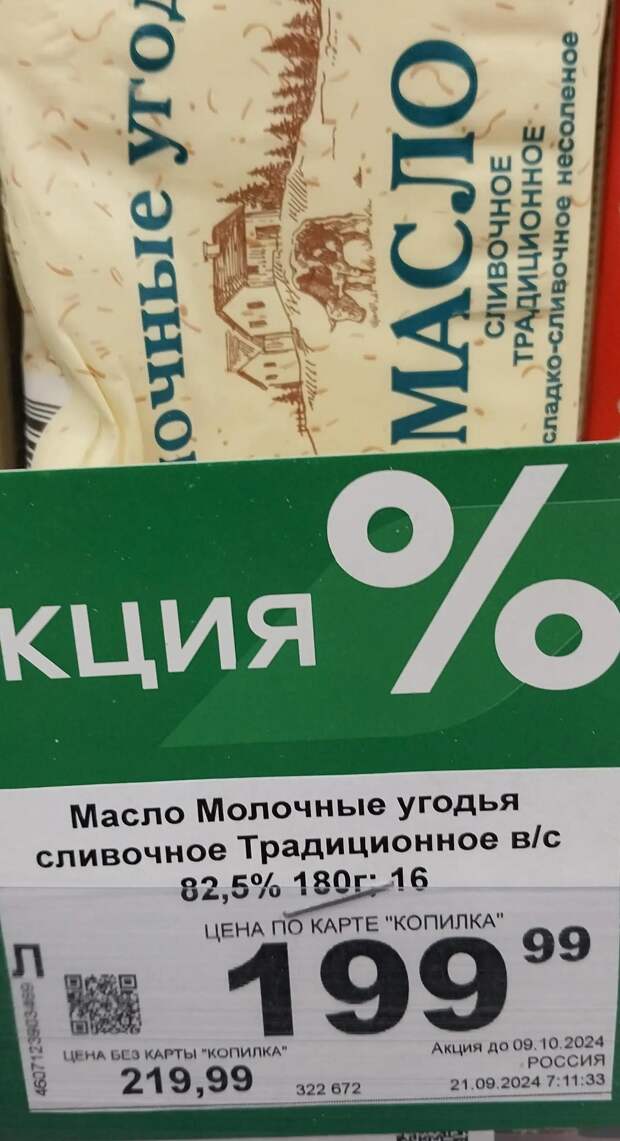 МАСЛО
СЛИВОЧНОЕ
ТРАДИЦИОННОЕ
сладко-сливочное несоленое
КЦИЯ %
Масло Молочные угодья
сливочное Традиционное в/с
82,5% 180г; 16
ЦЕНА ПО КАРТЕ "КОПИЛКА"
199 99
Л
ЦЕНА БЕЗ КАРТЫ "КОПИЛКА"
219,99
322 672
Акция до 09.10.2024
РОССИЯ
21.09.2024 7:11:33